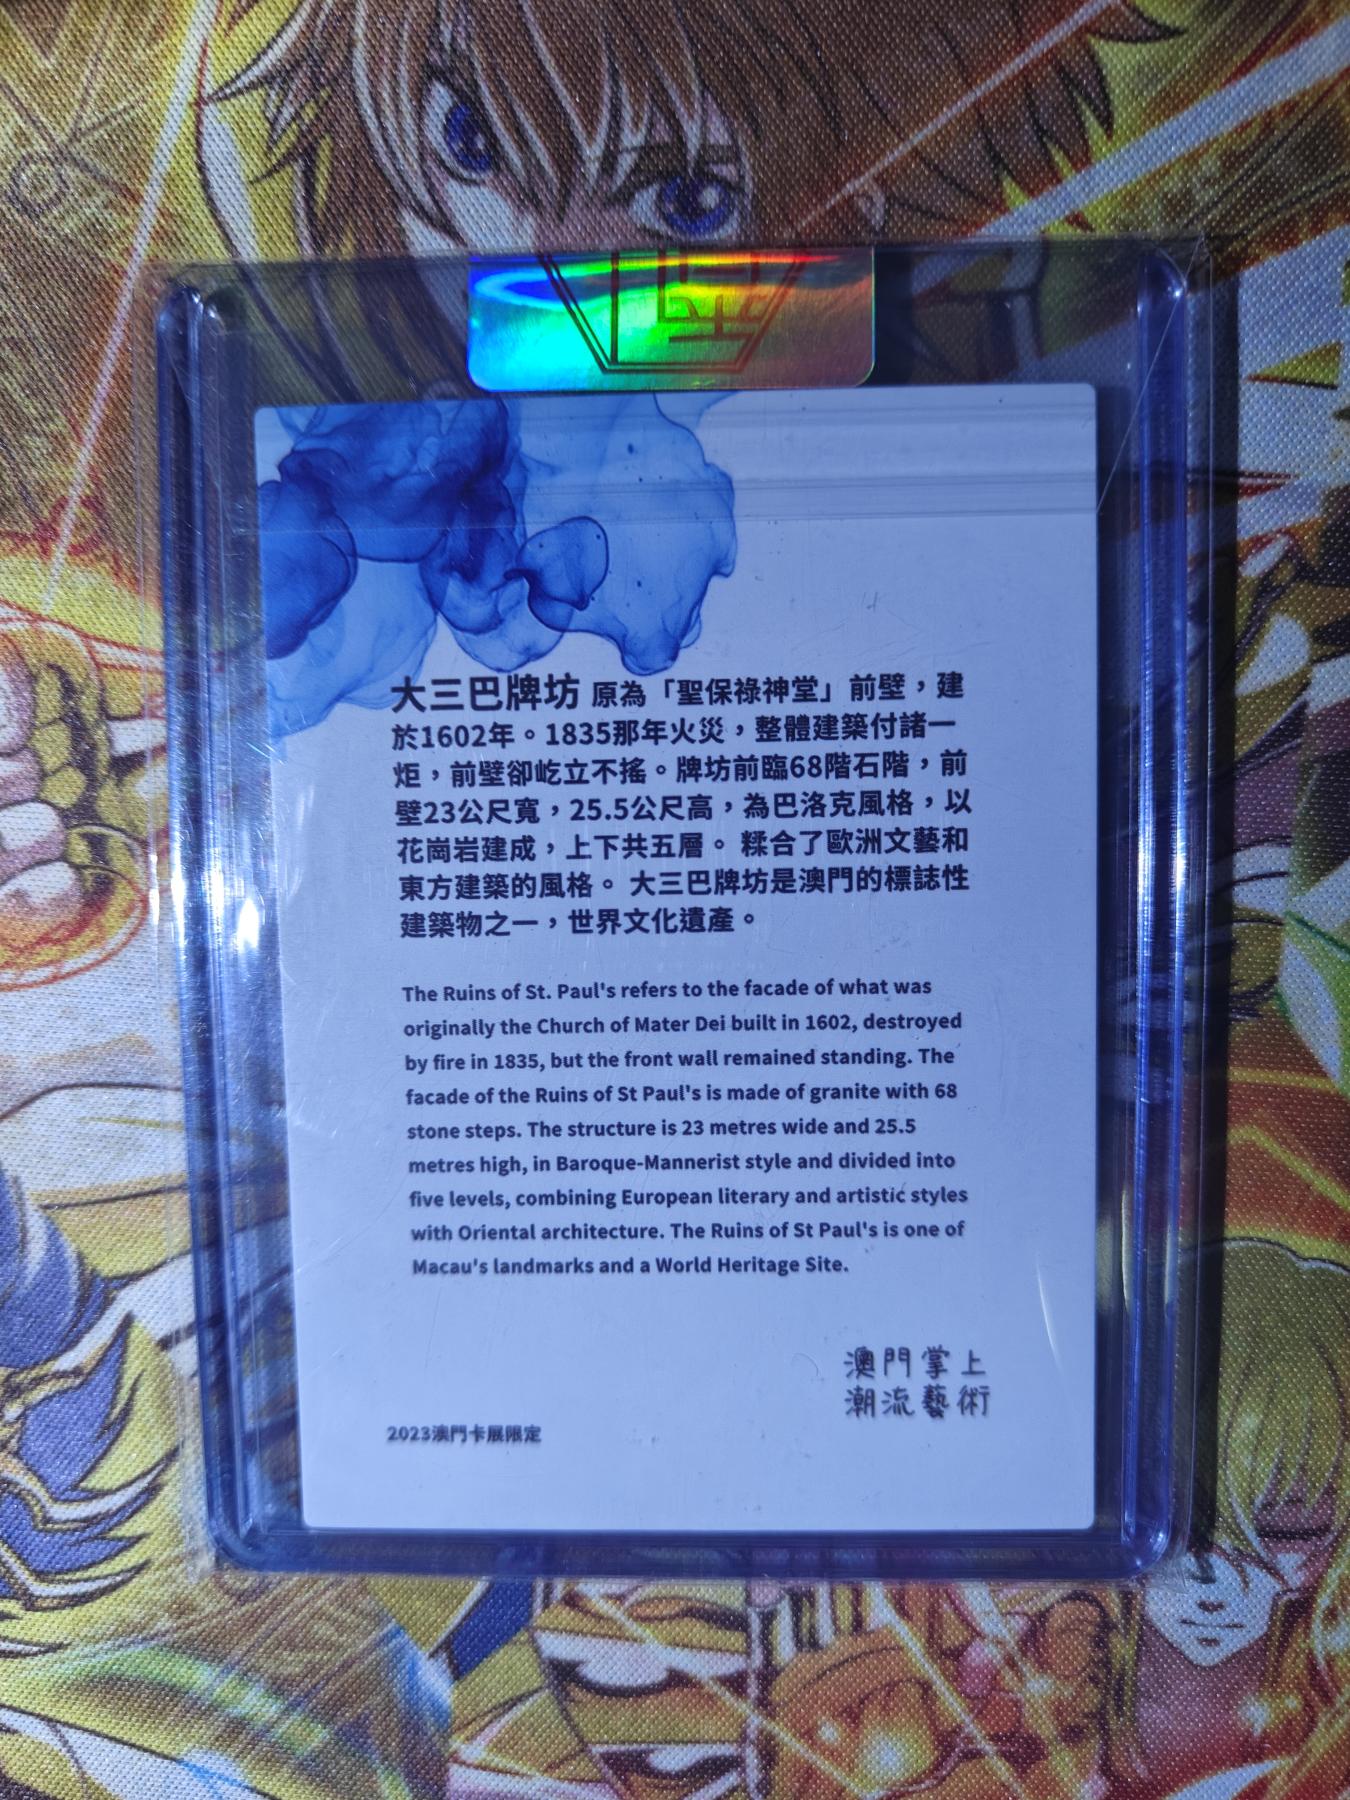 大三巴牌坊 原為「聖保祿神堂」前壁，建
於1602年。1835那年火災，整體建築付諸一
炬，前壁卻屹立不搖。牌坊前臨68階石階，前
壁23公尺寬，25.5公尺高，為巴洛克風格，以
花崗岩建成，上下共五層。 糅合了歐洲文藝和
東方建築的風格。 大三巴牌坊是澳門的標誌性
建築物之一，世界文化遺產。
The Ruins of St. Paul's refers to the facade of what was
originally the Church of Mater Dei built in 1602, destroyed
by fire in 1835, but the front wall remained standing. The
facade of the Ruins of St Paul's is made of granite with 68
stone steps. The structure is 23 metres wide and 25.5
metres high, in Baroque-Mannerist style and divided into
five levels, combining European literary and artistic styles
with Oriental architecture. The Ruins of St Paul's is one of
Macau's landmarks and a World Heritage Site.
澳門掌上
潮流藝術
2023澳門卡展限定